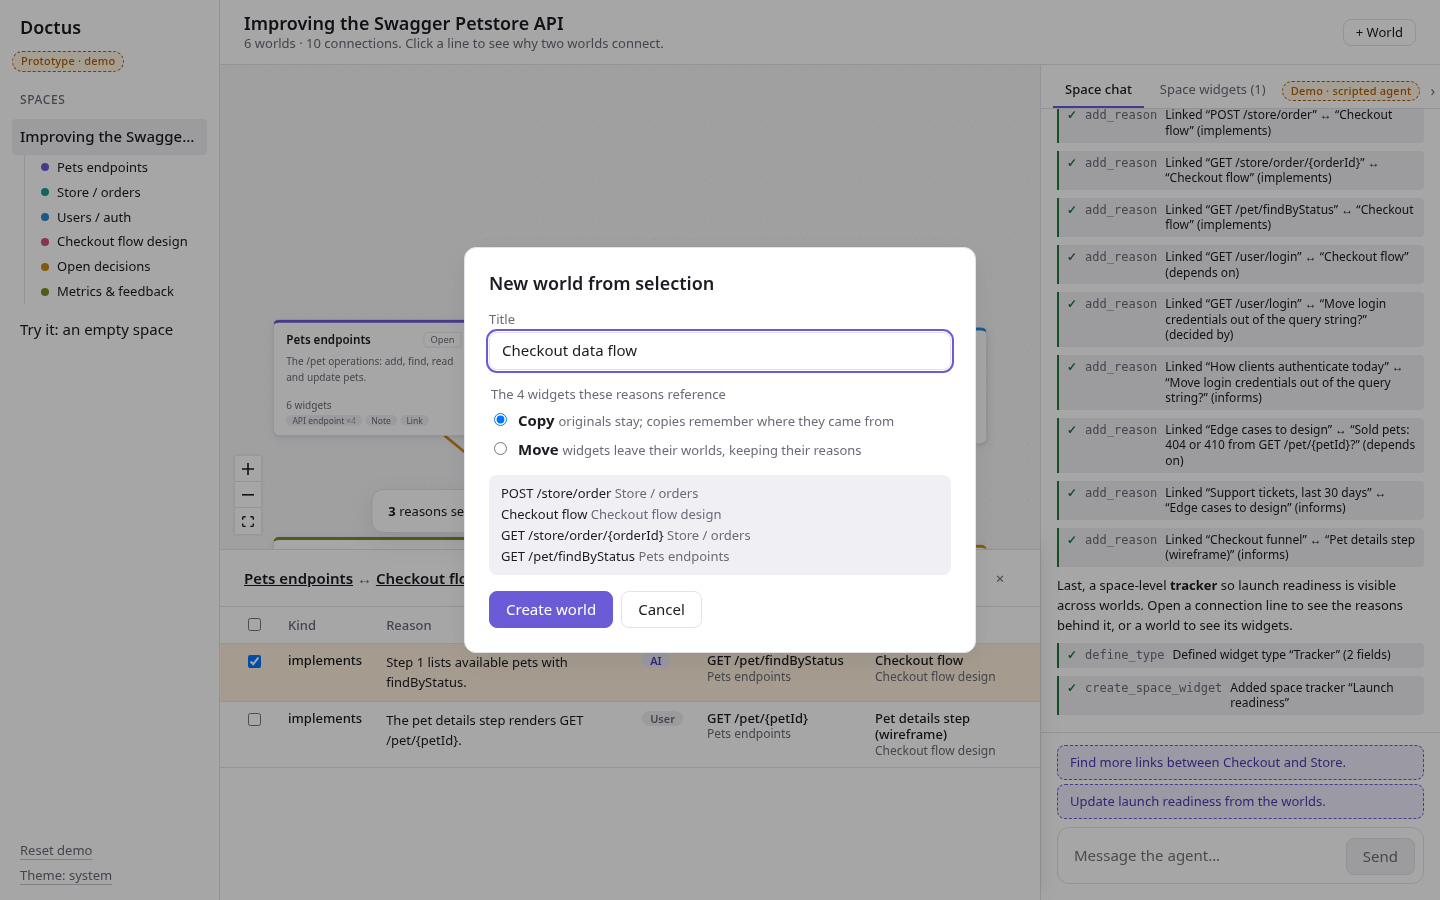 Doctus
Prototype · demo
SPACES
Improving the Swagge...
Pets endpoints
Store / orders
Users / auth
Checkout flow design
Open decisions
Metrics & feedback
Try it: an empty space
Reset demo
Theme: system
Improving the Swagger Petstore API
6 worlds · 10 connections. Click a line to see why two worlds connect.
+ World
Pets endpoints
Open
The /pet operations: add, find, read
and update pets.
6 widgets
API endpoint ×4 Note Link
3 reasons se
Pets endpoints ↔ Checkout flo
×
Kind Reason
implements Step 1 lists available pets with
findByStatus.
AI
GET /pet/findByStatus
Pets endpoints
Checkout flow
Checkout flow design
implements The pet details step renders GET
/pet/{petId}.
User
GET /pet/{petId}
Pets endpoints
Pet details step
(wireframe)
Checkout flow design
New world from selection
Title
Checkout data flow
The 4 widgets these reasons reference
Copy originals stay; copies remember where they came from
Move widgets leave their worlds, keeping their reasons
POST /store/order Store / orders
Checkout flow Checkout flow design
GET /store/order/{orderId} Store / orders
GET /pet/findByStatus Pets endpoints
Create world
Cancel
Space chat
Space widgets (1)
Demo · scripted agent
›
✓ add_reason Linked “POST /store/order” ↔ “Checkout
flow” (implements)
✓ add_reason Linked “GET /store/order/{orderId}” ↔
“Checkout flow” (implements)
✓ add_reason Linked “GET /pet/findByStatus” ↔ “Checkout
flow” (implements)
✓ add_reason Linked “GET /user/login” ↔ “Checkout flow”
(depends on)
✓ add_reason Linked “GET /user/login” ↔ “Move login
credentials out of the query string?”
(decided by)
✓ add_reason Linked “How clients authenticate today” ↔
“Move login credentials out of the query
string?” (informs)
✓ add_reason Linked “Edge cases to design” ↔ “Sold pets:
404 or 410 from GET /pet/{petId}?” (depends
on)
✓ add_reason Linked “Support tickets, last 30 days” ↔
“Edge cases to design” (informs)
✓ add_reason Linked “Checkout funnel” ↔ “Pet details step
(wireframe)” (informs)
Last, a space-level tracker so launch readiness is visible
across worlds. Open a connection line to see the reasons
behind it, or a world to see its widgets.
✓ define_type Defined widget type “Tracker” (2 fields)
✓ create_space_widget Added space tracker “Launch
readiness”
Find more links between Checkout and Store.
Update launch readiness from the worlds.
Message the agent...
Send